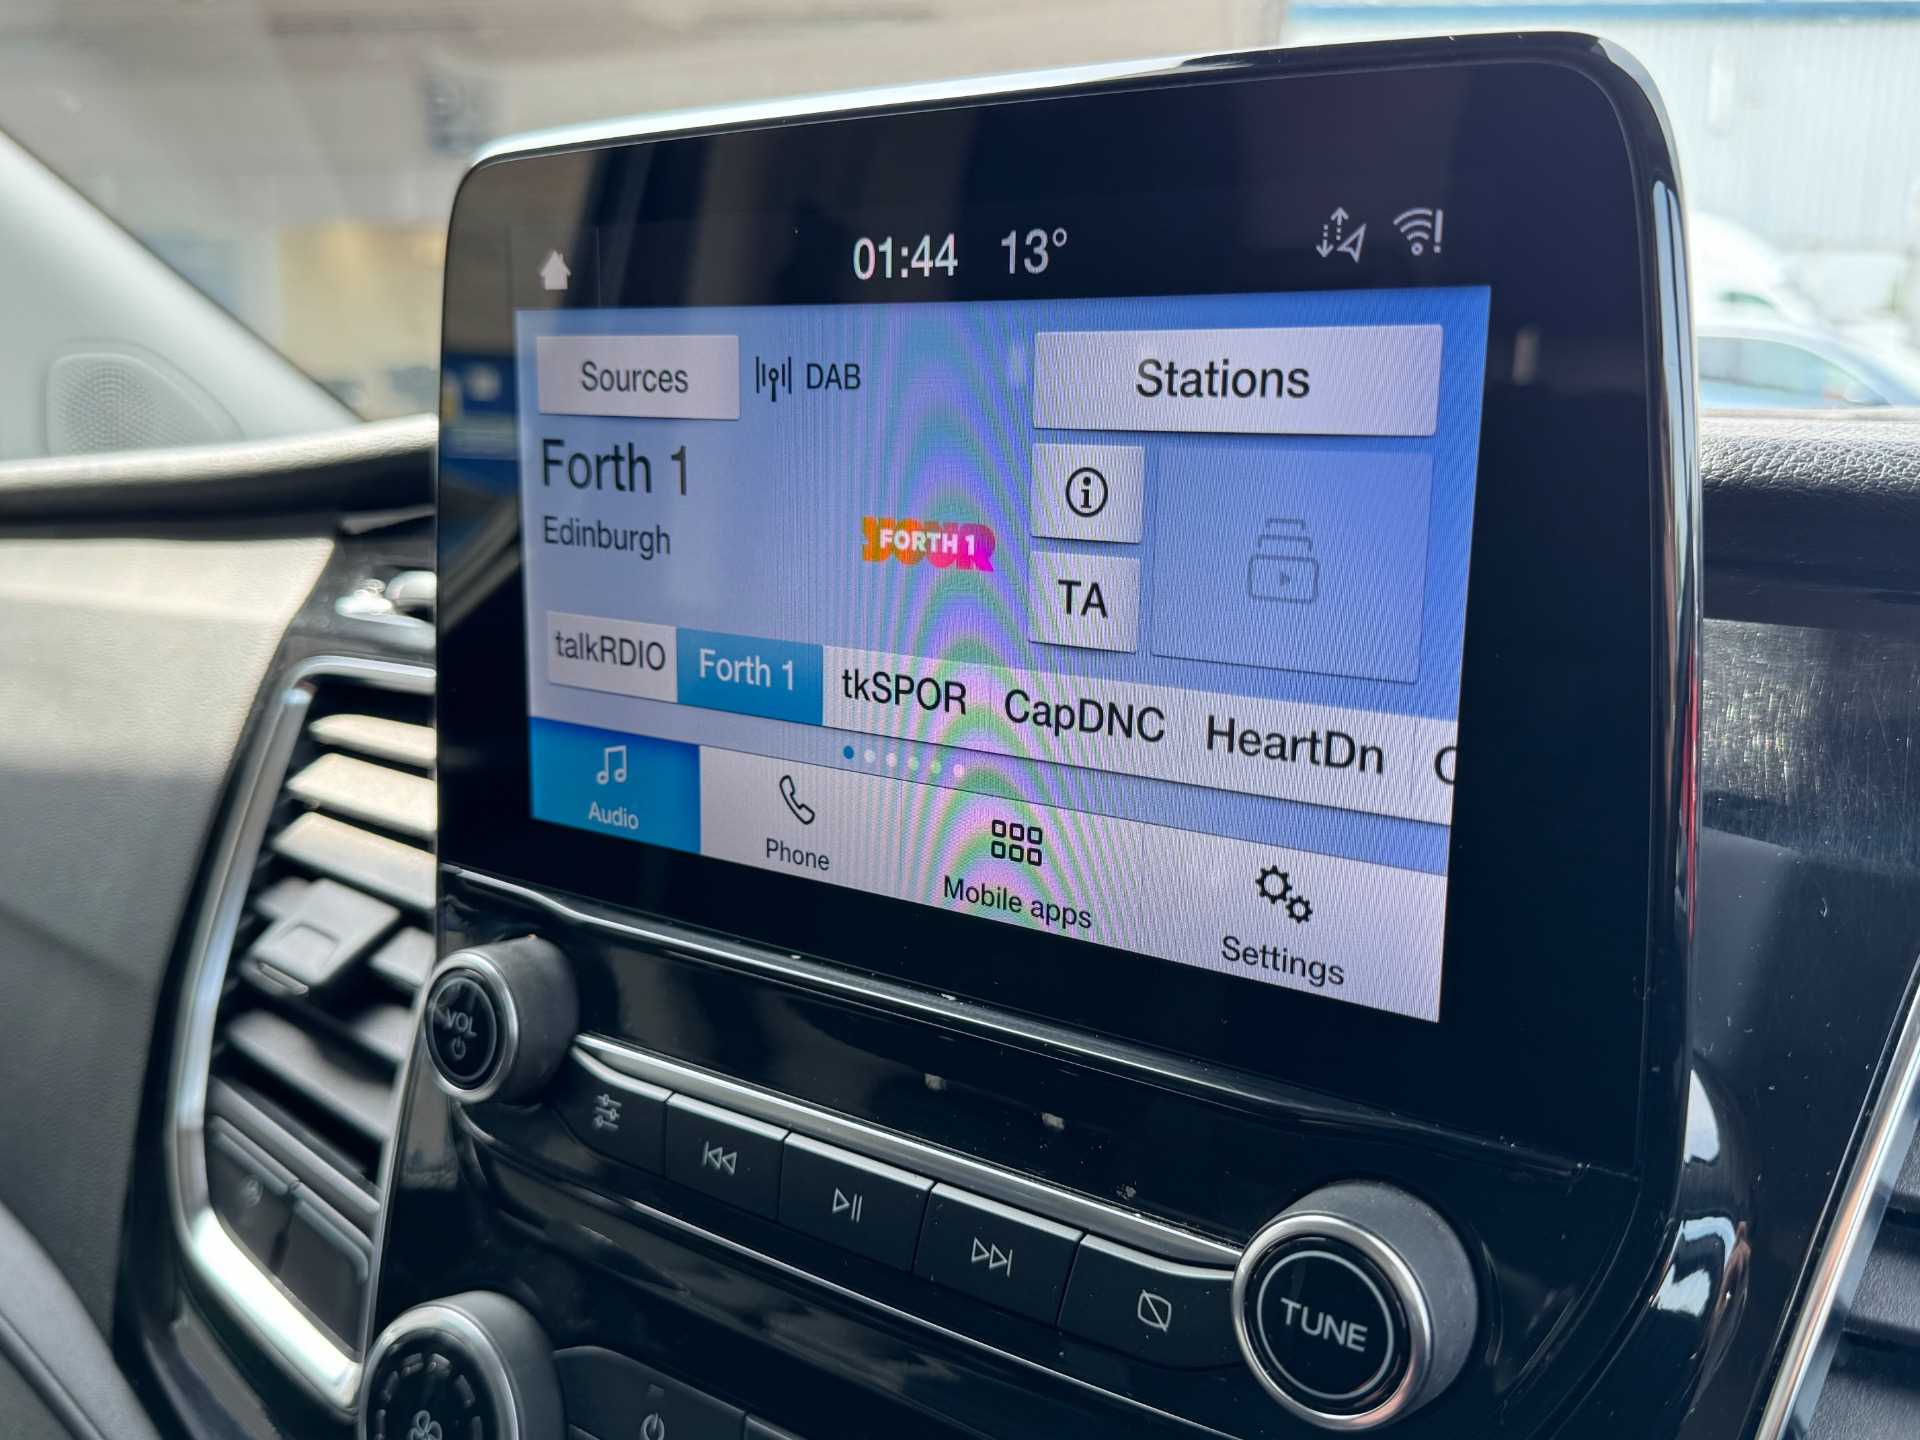 01:44 13°
Sources DAB Stations
Forth 1
Edinburgh
YOUR
FORTH 1
TA
talkRDIO Forth 1 tkSPOR CapDNC HeartDn
Audio Phone Mobile apps Settings
VOL
TUNE